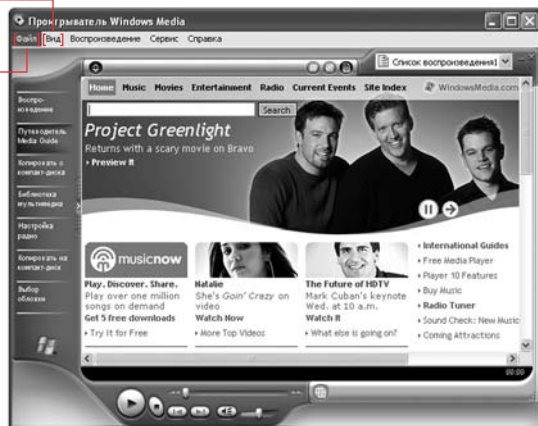 Проигрыватель Windows Media
Файл Вид Воспроизведение Сервис Справка
Список воспроизведения1
Home Music Movies Entertainment Radio Current Events Site Index WindowsMedia.com
Search
Project Greenlight
Returns with a scary movie on Bravo
Preview It
Воспро-
изведение
Путеводитель
Media Guide
Копировать с
компакт-диска
Библиотека
мультимедиа
Настройка
радио
Копировать на
компакт-диск
Выбор
обложки
musicnow
Play. Discover. Share.
Play over one million
songs on demand
Get 5 free downloads
Try It for Free
Natalie
She's Goin' Crazy on
video
Watch Now
More Top Videos
The Future of HDTV
Mark Cuban's keynote
Wed. at 10 a.m.
Watch It
What else is going on?
International Guides
Free Media Player
Player 10 Features
Buy Music
Radio Tuner
Sound Check: New Music
Coming Attractions
00:00